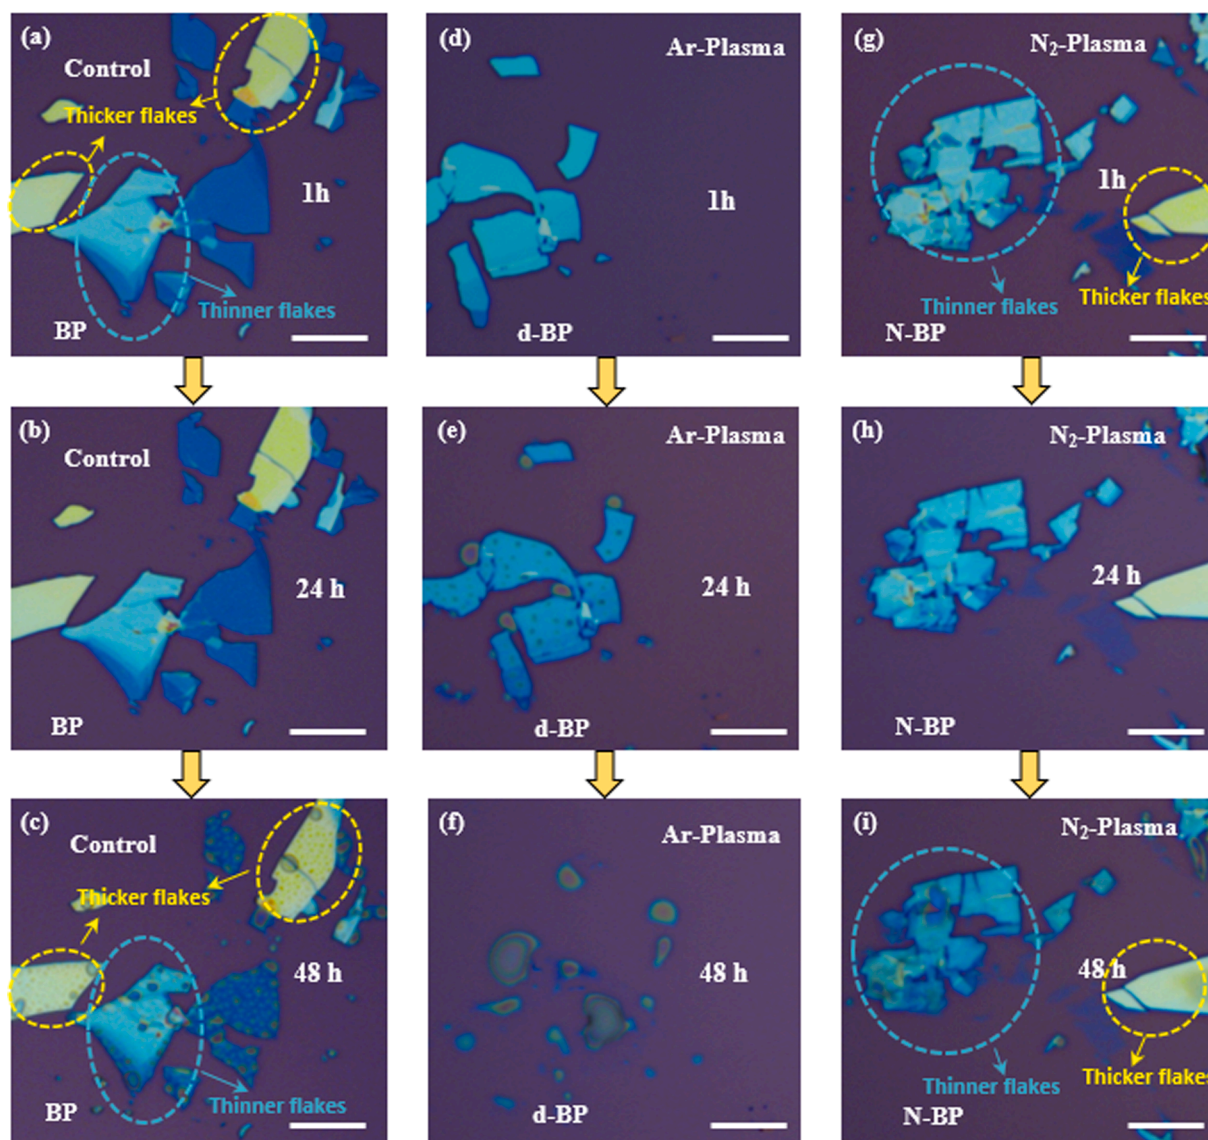 (a)
Control
Thicker flakes
1h
Thinner flakes
BP
(d)
Ar-Plasma
1h
d-BP
(g)
N₂-Plasma
1h
Thinner flakes
Thicker flakes
N-BP
(b)
Control
24 h
BP
(e)
Ar-Plasma
24 h
d-BP
(h)
N₂-Plasma
24 h
N-BP
(c)
Control
Thicker flakes
48 h
Thinner flakes
BP
(f)
Ar-Plasma
48 h
d-BP
(i)
N₂-Plasma
48 h
Thinner flakes
Thicker flakes
N-BP